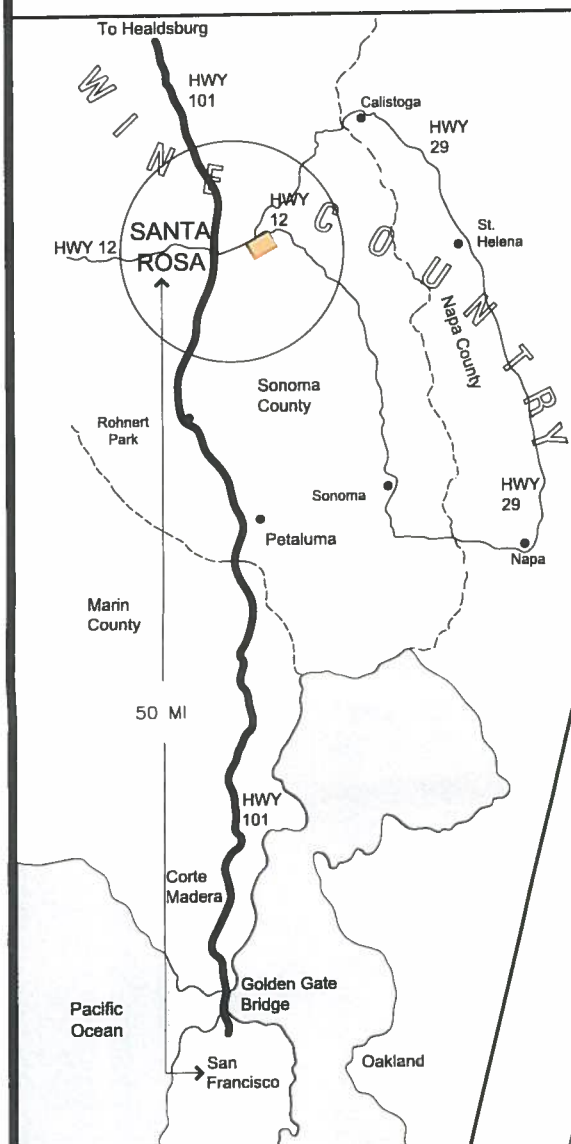 To Healdsburg
HWY
101
WINE COUNTRY
Calistoga
HWY
29
HWY
12
SANTA
ROSA
HWY 12
St.
Helena
Napa County
Sonoma
County
Rohnert
Park
Sonoma
HWY
29
Petaluma
Napa
Marin
County
50 MI
HWY
101
Corte
Madera
Golden Gate
Bridge
Pacific
Ocean
San
Francisco
Oakland